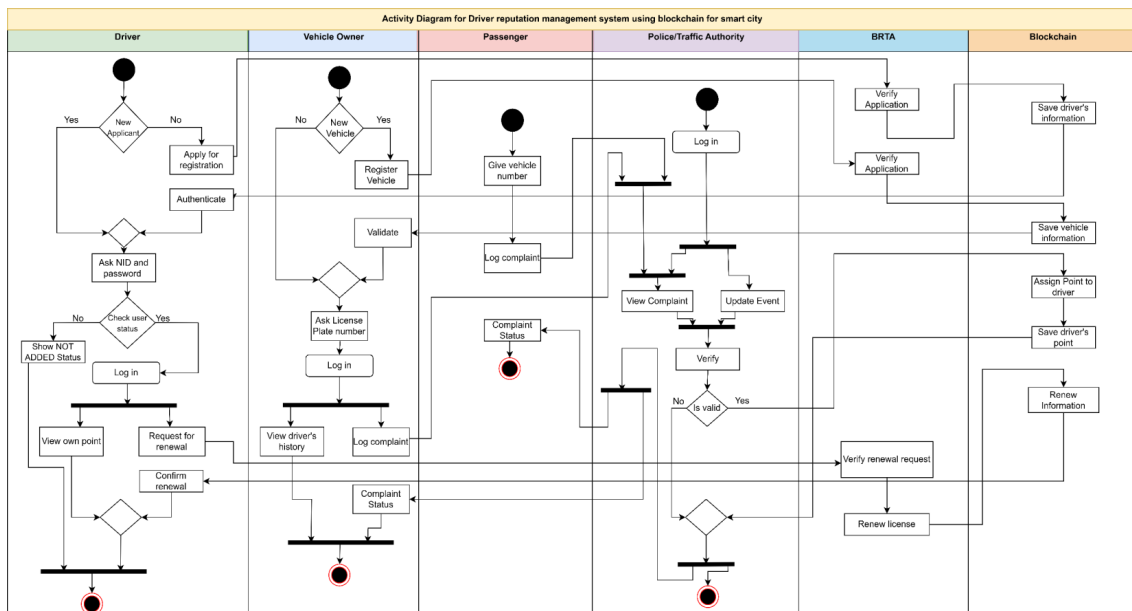 Activity Diagram for Driver reputation management system using blockchain for smart city
Driver
Vehicle Owner
Passenger
Police/Traffic Authority
BRTA
Blockchain
Yes
New
Applicant
No
Apply for
registration
Authenticate
Ask NID and
password
No
Check user
status
Yes
Show NOT
ADDED Status
Log in
View own point
Request for
renewal
Confirm
renewal
No
New
Vehicle
Yes
Register
Vehicle
Validate
Ask License
Plate number
Log in
View driver's
history
Log complaint
Complaint
Status
Give vehicle
number
Log complaint
Complaint
Status
Log in
View Complaint
Update Event
Verify
No
Is valid
Yes
Verify
Application
Verify
Application
Verify renewal request
Renew license
Save driver's
information
Save vehicle
information
Assign Point to
driver
Save driver's
point
Renew
Information